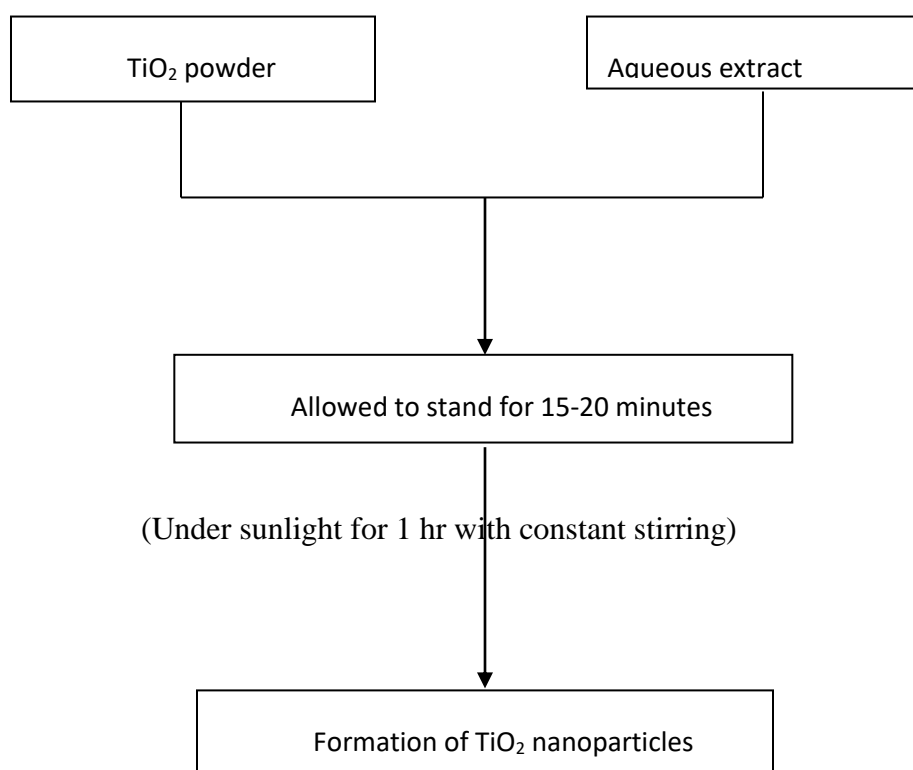 TiO₂ powder
Aqueous extract
Allowed to stand for 15-20 minutes
(Under sunlight for 1 hr with constant stirring)
Formation of TiO₂ nanoparticles